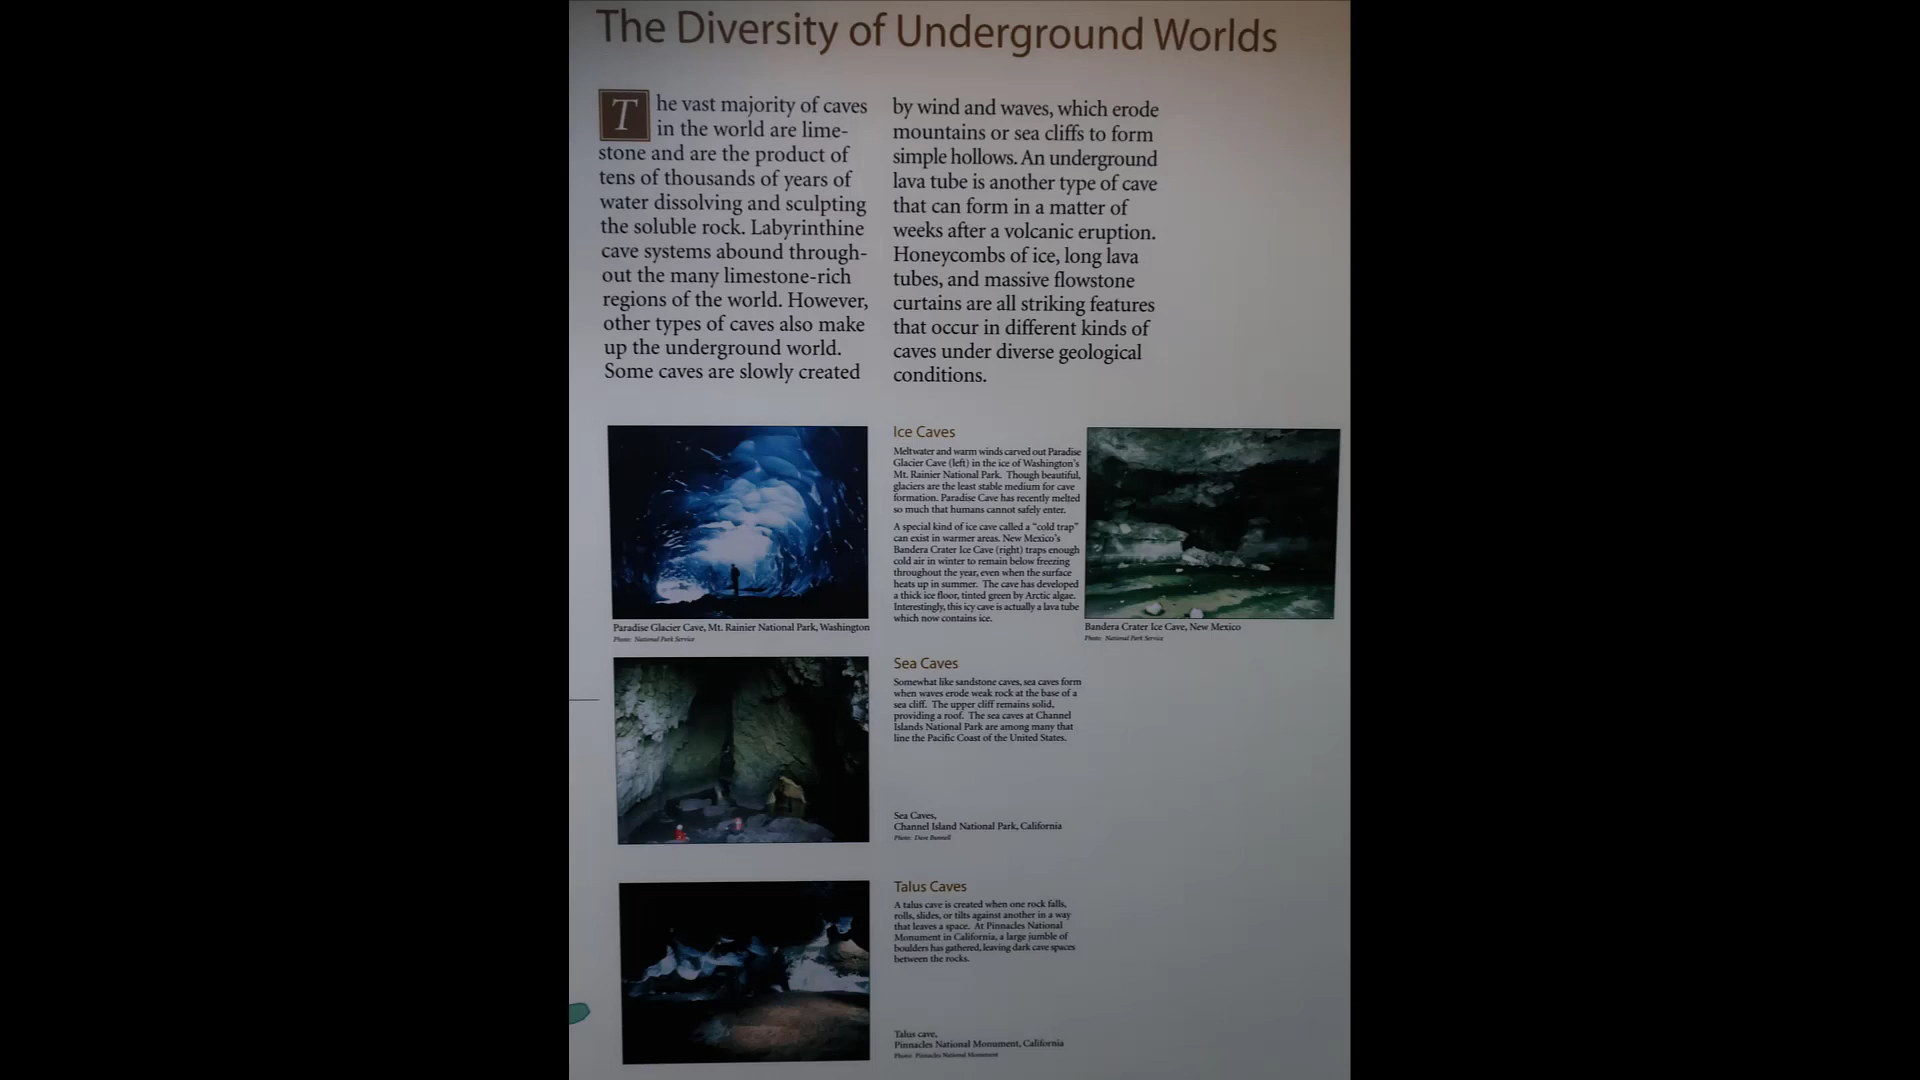 The Diversity of Underground Worlds
The vast majority of caves
in the world are lime-
stone and are the product of
tens of thousands of years of
water dissolving and sculpting
the soluble rock. Labyrinthine
cave systems abound through-
out the many limestone-rich
regions of the world. However,
other types of caves also make
up the underground world.
Some caves are slowly created
by wind and waves, which erode
mountains or sea cliffs to form
simple hollows. An underground
lava tube is another type of cave
that can form in a matter of
weeks after a volcanic eruption.
Honeycombs of ice, long lava
tubes, and massive flowstone
curtains are all striking features
that occur in different kinds of
caves under diverse geological
conditions.
Ice Caves
Meltwater and warm winds carved out Paradise
Glacier Cave (left) in the ice of Washington's
Mt. Rainier National Park. Though beautiful,
glaciers are the least stable medium for cave
formation. Paradise Cave has recently melted
so much that humans cannot safely enter.
A special kind of ice cave called a "cold trap"
can exist in warmer areas. New Mexico's
Bandera Crater Ice Cave (right) traps enough
cold air in winter to remain below freezing
throughout the year, even when the surface
heats up in summer. The cave has developed
a thick ice floor, tinted green by Arctic algae.
Interestingly, this icy cave is actually a lava tube
which now contains ice.
Paradise Glacier Cave, Mt. Rainier National Park, Washington
Photo: National Park Service
Bandera Crater Ice Cave, New Mexico
Photo: National Park Service
Sea Caves
Somewhat like sandstone caves, sea caves form
when waves erode weak rock at the base of a
sea cliff. The upper cliff remains solid,
providing a roof. The sea caves at Channel
Islands National Park are among many that
line the Pacific Coast of the United States.
Sea Caves,
Channel Island National Park, California
Photo: Dave Bunnell
Talus Caves
A talus cave is created when one rock falls,
rolls, slides, or tilts against another in a way
that leaves a space. At Pinnacles National
Monument in California, a large jumble of
boulders has gathered, leaving dark cave spaces
between the rocks.
Talus cave,
Pinnacles National Monument, California
Photo: Pinnacles National Monument